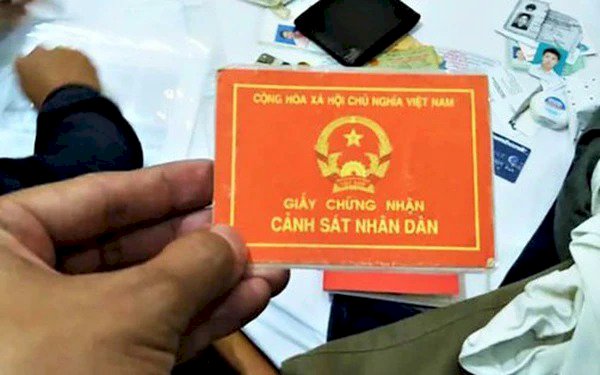 CỘNG HÒA XÃ HỘI CHỦ NGHĨA VIỆT NAM
GIẤY CHỨNG NHẬN
CẢNH SÁT NHÂN DÂN